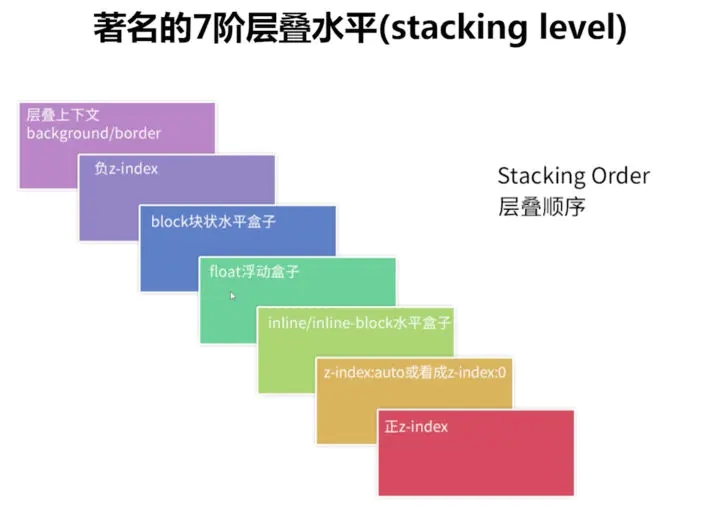 著名的7阶层叠水平(stacking level)
层叠上下文
background/border
负z-index
block块状水平盒子
Stacking Order
层叠顺序
float浮动盒子
inline/inline-block水平盒子
z-index:auto或看成z-index:0
正z-index